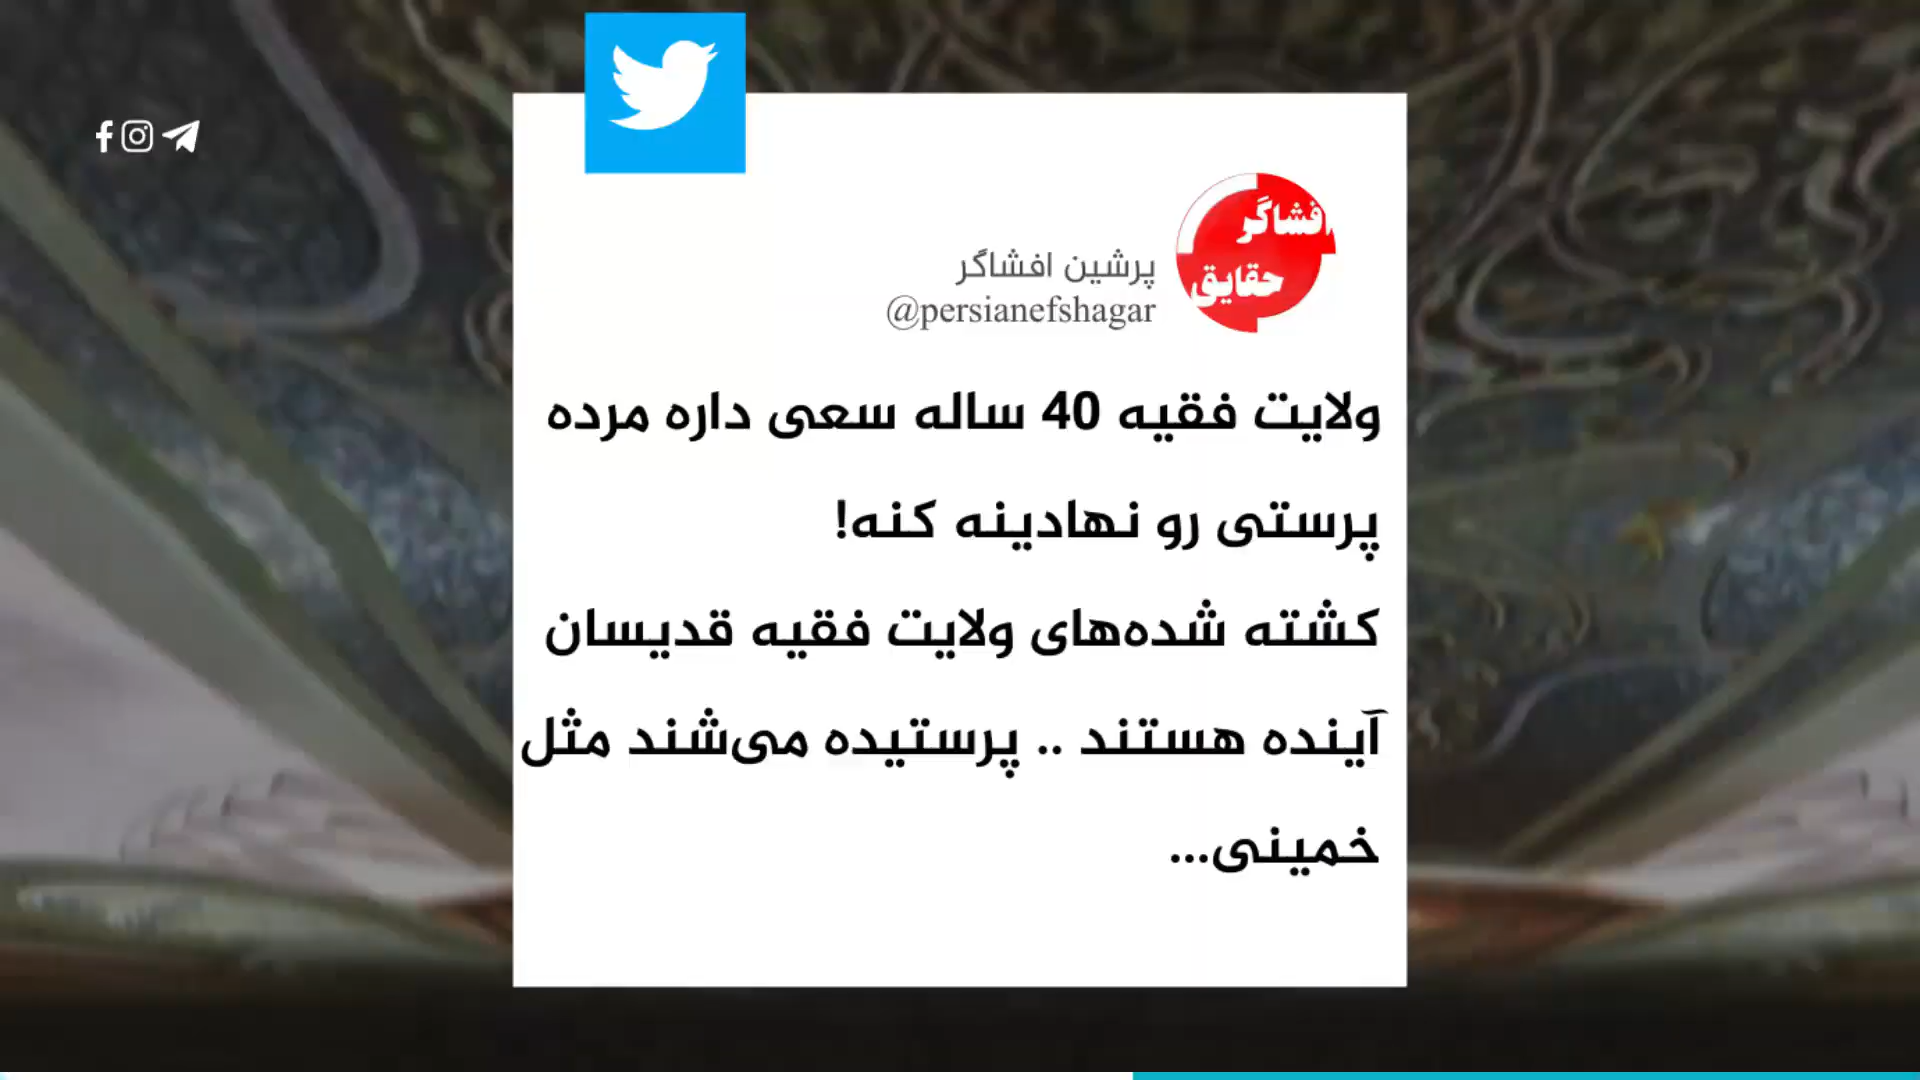 افشاگر
حقایق
پرشین افشاگر
@persianefshagar
ولایت فقیه 40 ساله سعی داره مرده
پرستی رو نهادینه کنه!
کشته شده‌های ولایت فقیه قدیسان
آینده هستند .. پرستیده می‌شند مثل
خمینی...